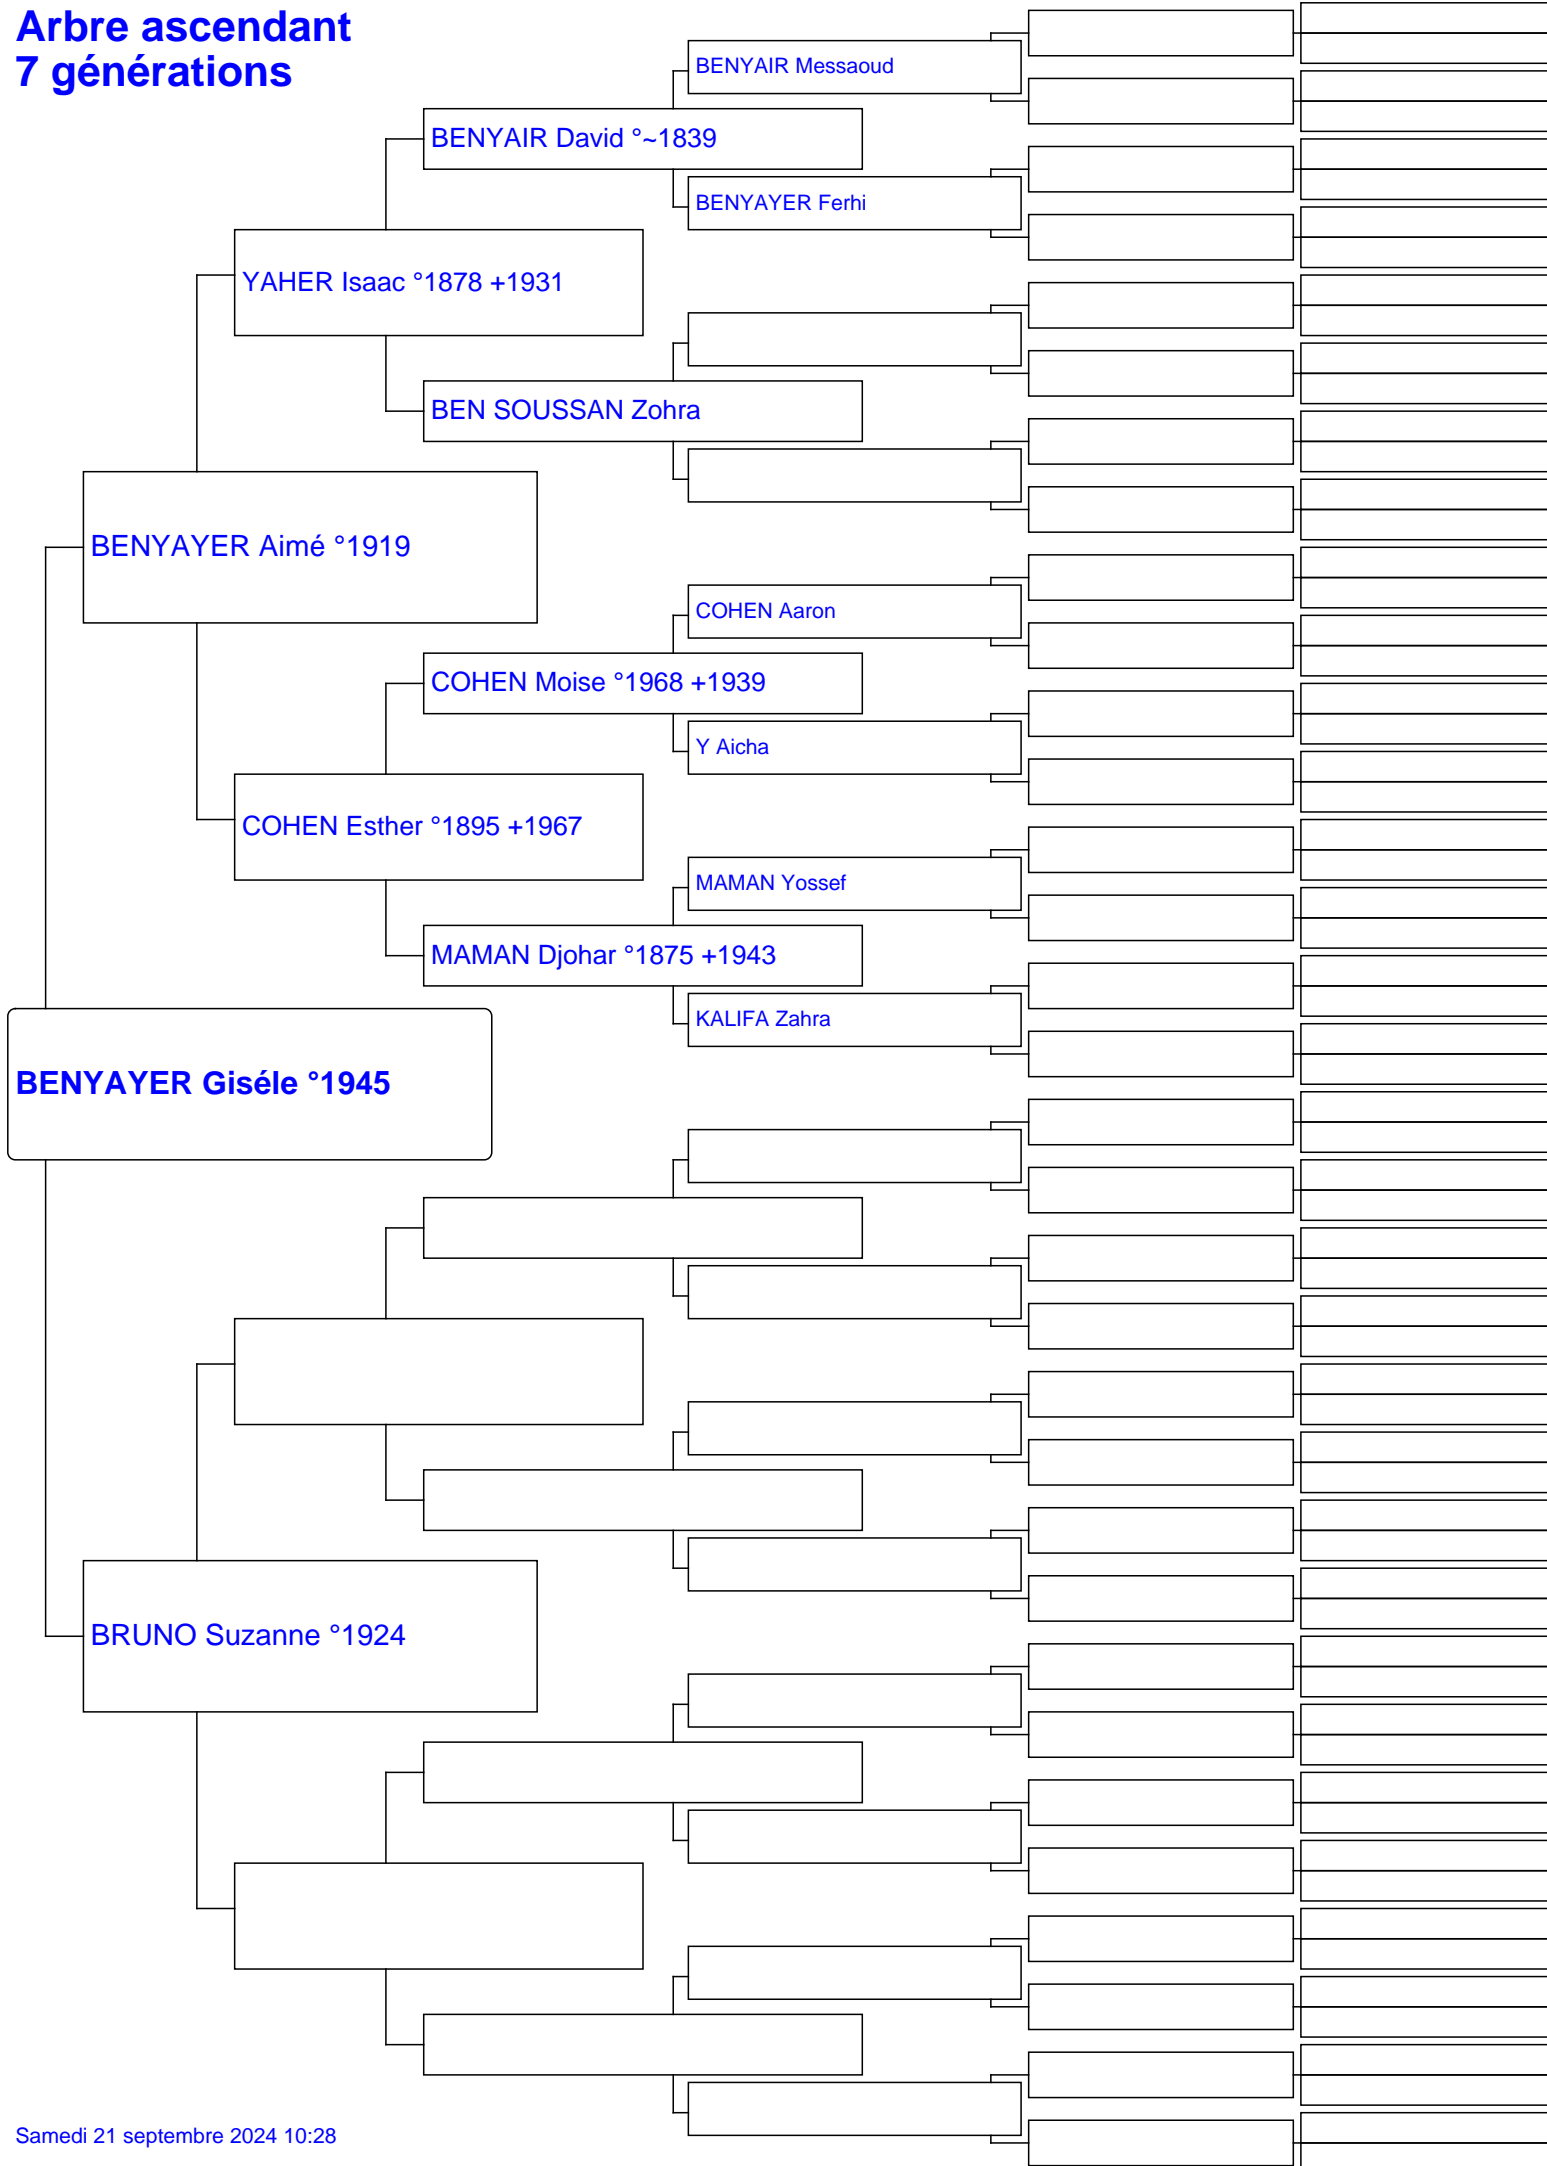 Arbre ascendant
7 générations
BENYAIR Messaoud
BENYAIR David °~1839
BENYAYER Ferhi
YAHER Isaac °1878 +1931
BEN SOUSSAN Zohra
BENYAYER Aimé °1919
COHEN Aaron
COHEN Moise °1968 +1939
Y Aicha
COHEN Esther °1895 +1967
MAMAN Yossef
MAMAN Djohar °1875 +1943
KALIFA Zahra
BENYAYER Giséle °1945
BRUNO Suzanne °1924
Samedi 21 septembre 2024 10:28